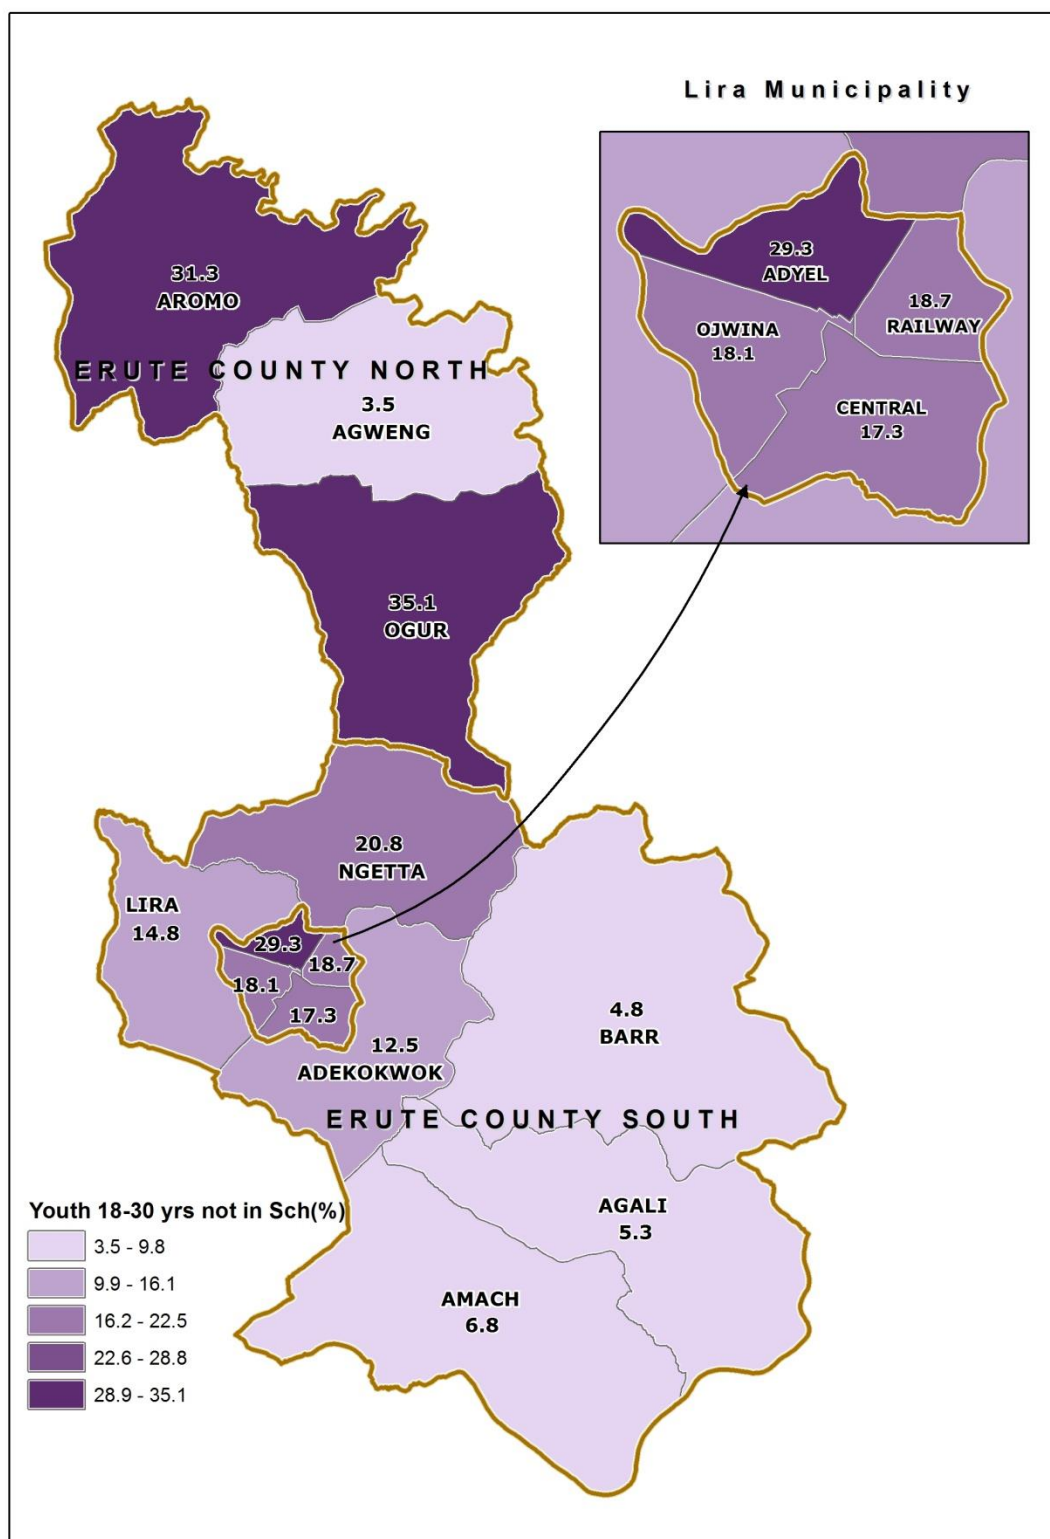 Lira Municipality
29.3
ADYEL
18.7
RAILWAY
OJWINA
18.1
CENTRAL
17.3
31.3
AROMO
ERUTE COUNTY NORTH
3.5
AGWENG
35.1
OGUR
20.8
NGETTA
LIRA
14.8
29.3
18.7
18.1
17.3
12.5
ADEKOKWOK
4.8
BARR
ERUTE COUNTY SOUTH
AGALI
5.3
AMACH
6.8
Youth 18-30 yrs not in Sch(%)
3.5 - 9.8
9.9 - 16.1
16.2 - 22.5
22.6 - 28.8
28.9 - 35.1